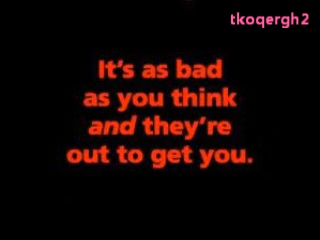 tkoqergh2
It's as bad
as you think
and they're
out to get you.